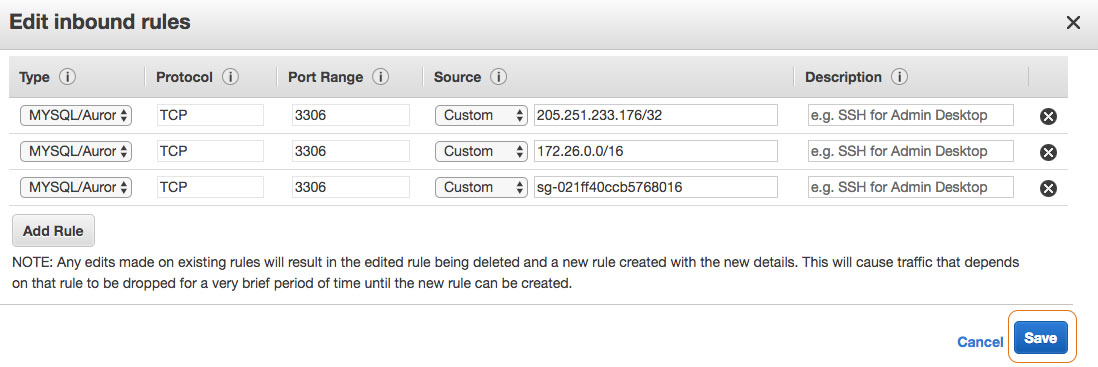 Edit inbound rules
Type Protocol Port Range Source Description
MYSQL/Auror TCP 3306 Custom 205.251.233.176/32 e.g. SSH for Admin Desktop
MYSQL/Auror TCP 3306 Custom 172.26.0.0/16 e.g. SSH for Admin Desktop
MYSQL/Auror TCP 3306 Custom sg-021ff40ccb5768016 e.g. SSH for Admin Desktop
Add Rule
NOTE: Any edits made on existing rules will result in the edited rule being deleted and a new rule created with the new details. This will cause traffic that depends
on that rule to be dropped for a very brief period of time until the new rule can be created.
Cancel Save